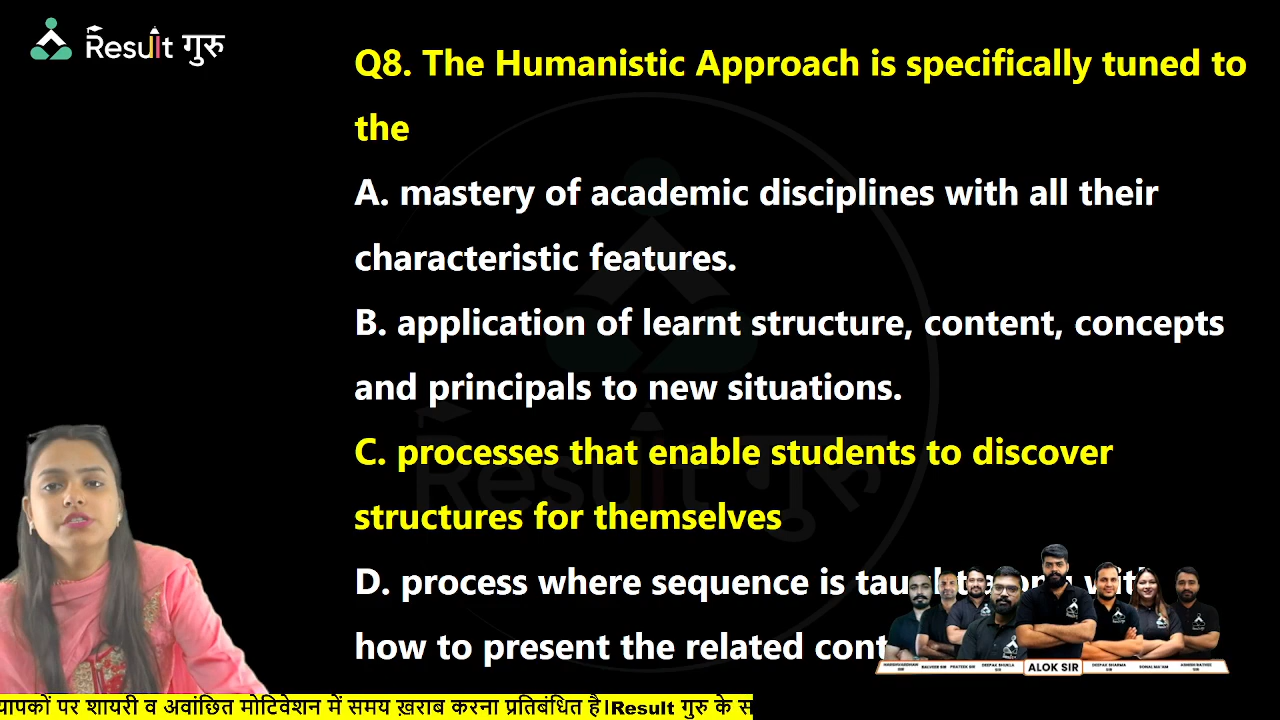 Result गुरु
Q8. The Humanistic Approach is specifically tuned to
the
A. mastery of academic disciplines with all their
characteristic features.
B. application of learnt structure, content, concepts
and principals to new situations.
C. processes that enable students to discover
structures for themselves
D. process where sequence is taught along with
how to present the related
ALOK SIR
यापकों पर शायरी व अवांछित मोटिवेशन में समय ख़राब करना प्रतिबंधित है।Result गुरु के स